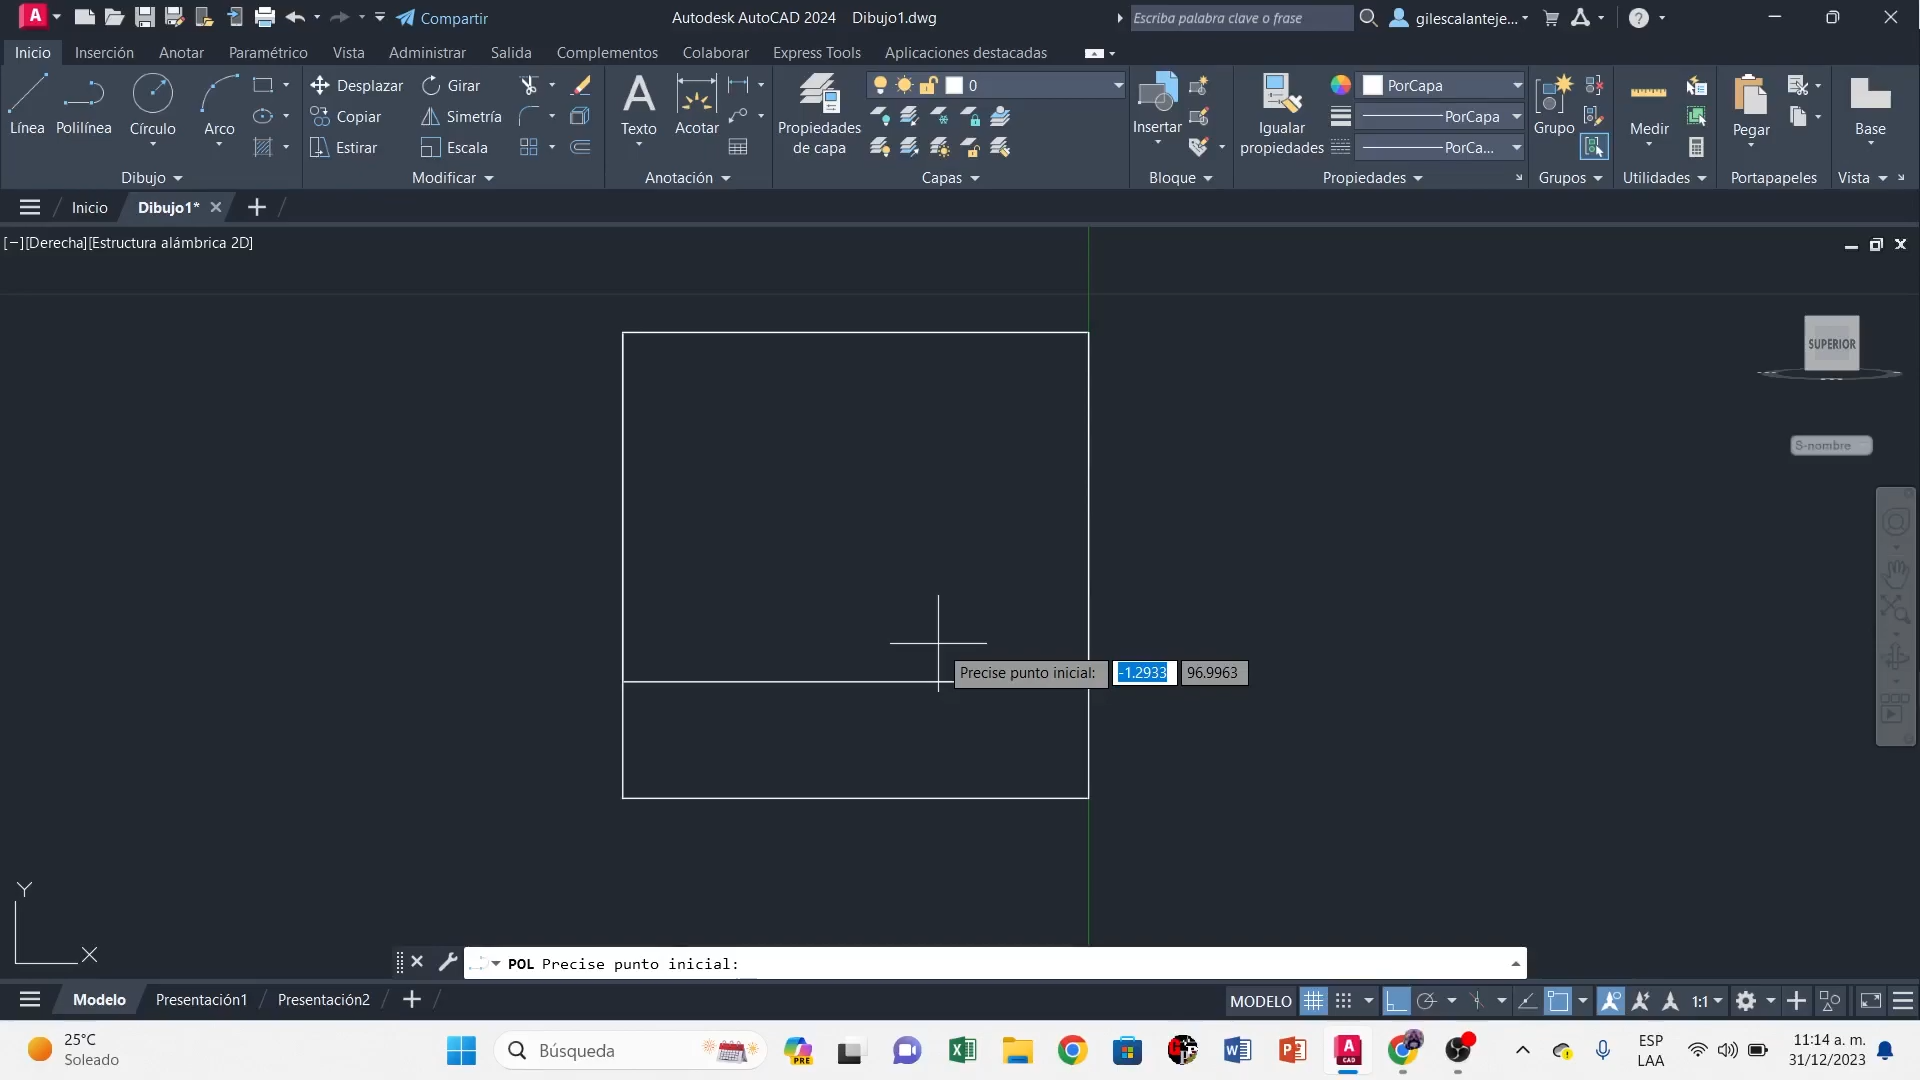 A Compartir Autodesk AutoCAD 2024 Dibujo1.dwg Escriba palabra clave o frase gilescalanteje...
Inicio Inserción Anotar Paramétrico Vista Administrar Salida Complementos Colaborar Express Tools Aplicaciones destacadas
Desplazar Girar 0 PorCapa
Línea Polilínea Círculo Arco Copiar Simetría A Texto Acotar Propiedades de capa Insertar Igualar propiedades PorCapa Grupo Medir Pegar Base
Estirar Escala PorCa...
Dibujo Modificar Anotación Capas Bloque Propiedades Grupos Utilidades Portapapeles Vista
Inicio Dibujo1*
[−][Derecha][Estructura alámbrica 2D]
SUPERIOR
S-nombre
Precise punto inicial: -1.2933 96.9963
Y
X
POL Precise punto inicial:
Modelo Presentación1 Presentación2 MODELO 1:1
25°C
Soleado
Búsqueda
PRE
A
CAD
ESP
LAA
11:14 a. m.
31/12/2023